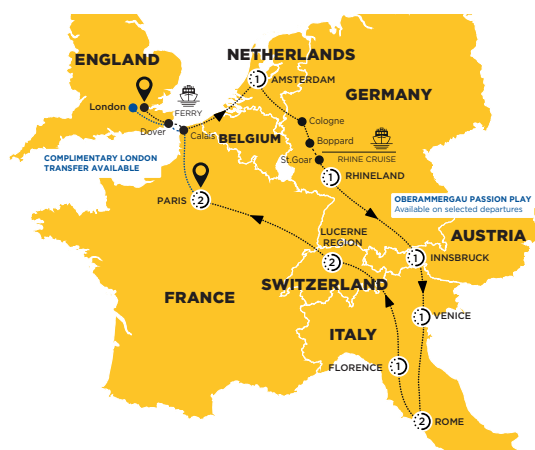 ENGLAND
NETHERLANDS
1
AMSTERDAM
GERMANY
London
FERRY
Dover
Calais
BELGIUM
Cologne
Boppard
St.Goar
RHINE CRUISE
1
RHINELAND
COMPLIMENTARY LONDON
TRANSFER AVAILABLE
PARIS
2
OBERAMMERGAU PASSION PLAY
Available on selected departures
LUCERNE
REGION
2
AUSTRIA
1
INNSBRUCK
SWITZERLAND
FRANCE
1
VENICE
ITALY
FLORENCE
1
2
ROME